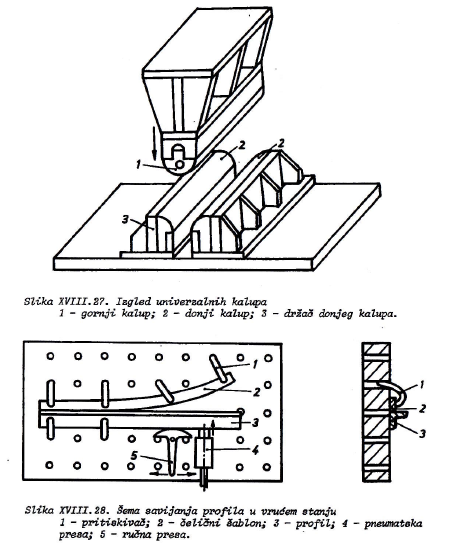 1
2
2
3
Slika XVIII.27. Izgled univerzalnih kalupa
1 - gornji kalup; 2 - donji kalup; 3 - držač donjeg kalupa.
1
2
3
4
5
1
2
3
Slika XVIII.28. Šema savijanja profila u vrućem stanju
1 - pritiskivač; 2 - čelični šablon; 3 - profil; 4 - pneumatska
presa; 5 - ručna presa.